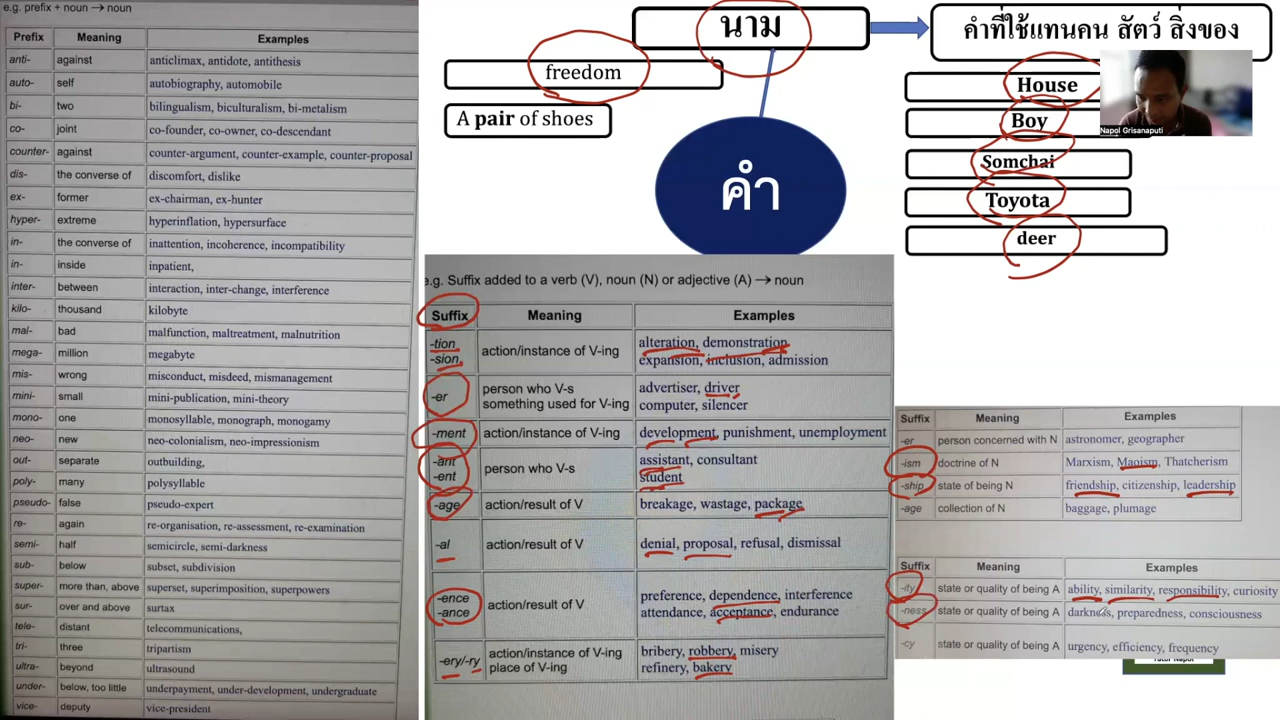 e.g. prefix + noun → noun
Prefix Meaning Examples
anti- against anticlimax, antidote, antithesis
auto- self autobiography, automobile
bi- two bilingualism, biculturalism, bi-metalism
co- joint co-founder, co-owner, co-descendant
counter- against counter-argument, counter-example, counter-proposal
dis- the converse of discomfort, dislike
ex- former ex-chairman, ex-hunter
hyper- extreme hyperinflation, hypersurface
in- the converse of inattention, incoherence, incompatibility
in- inside inpatient,
inter- between interaction, inter-change, interference
kilo- thousand kilobyte
mal- bad malfunction, maltreatment, malnutrition
mega- million megabyte
mis- wrong misconduct, misdeed, mismanagement
mini- small mini-publication, mini-theory
mono- one monosyllable, monograph, monogamy
neo- new neo-colonialism, neo-impressionism
out- separate outbuilding,
poly- many polysyllable
pseudo- false pseudo-expert
re- again re-organisation, re-assessment, re-examination
semi- half semicircle, semi-darkness
sub- below subset, subdivision
super- more than, above superset, superimposition, superpowers
sur- over and above surtax
tele- distant telecommunications,
tri- three tripartism
ultra- beyond ultrasound
under- below, too little underpayment, under-development, undergraduate
vice- deputy vice-president
นาม
คำที่ใช้แทนคน สัตว์ สิ่งของ
freedom
A pair of shoes
คำ
House
Boy
Somchai
Toyota
deer
Napol Grisanaputi
e.g. Suffix added to a verb (V), noun (N) or adjective (A) → noun
Suffix Meaning Examples
-tion action/instance of V-ing alteration, demonstration
-sion expansion, inclusion, admission
-er person who V-s advertiser, driver
something used for V-ing computer, silencer
-ment action/instance of V-ing development, punishment, unemployment
-ant person who V-s assistant, consultant
-ent student
-age action/result of V breakage, wastage, package
-al action/result of V denial, proposal, refusal, dismissal
-ence action/result of V preference, dependence, interference
-ance attendance, acceptance, endurance
-ery/-ry action/instance of V-ing bribery, robbery, misery
place of V-ing refinery, bakery
Suffix Meaning Examples
-er person concerned with N astronomer, geographer
-ism doctrine of N Marxism, Maoism, Thatcherism
-ship state of being N friendship, citizenship, leadership
-age collection of N baggage, plumage
Suffix Meaning Examples
-ity state or quality of being A ability, similarity, responsibility, curiosity
-ness state or quality of being A darkness, preparedness, consciousness
-cy state or quality of being A urgency, efficiency, frequency
Tutor Napol